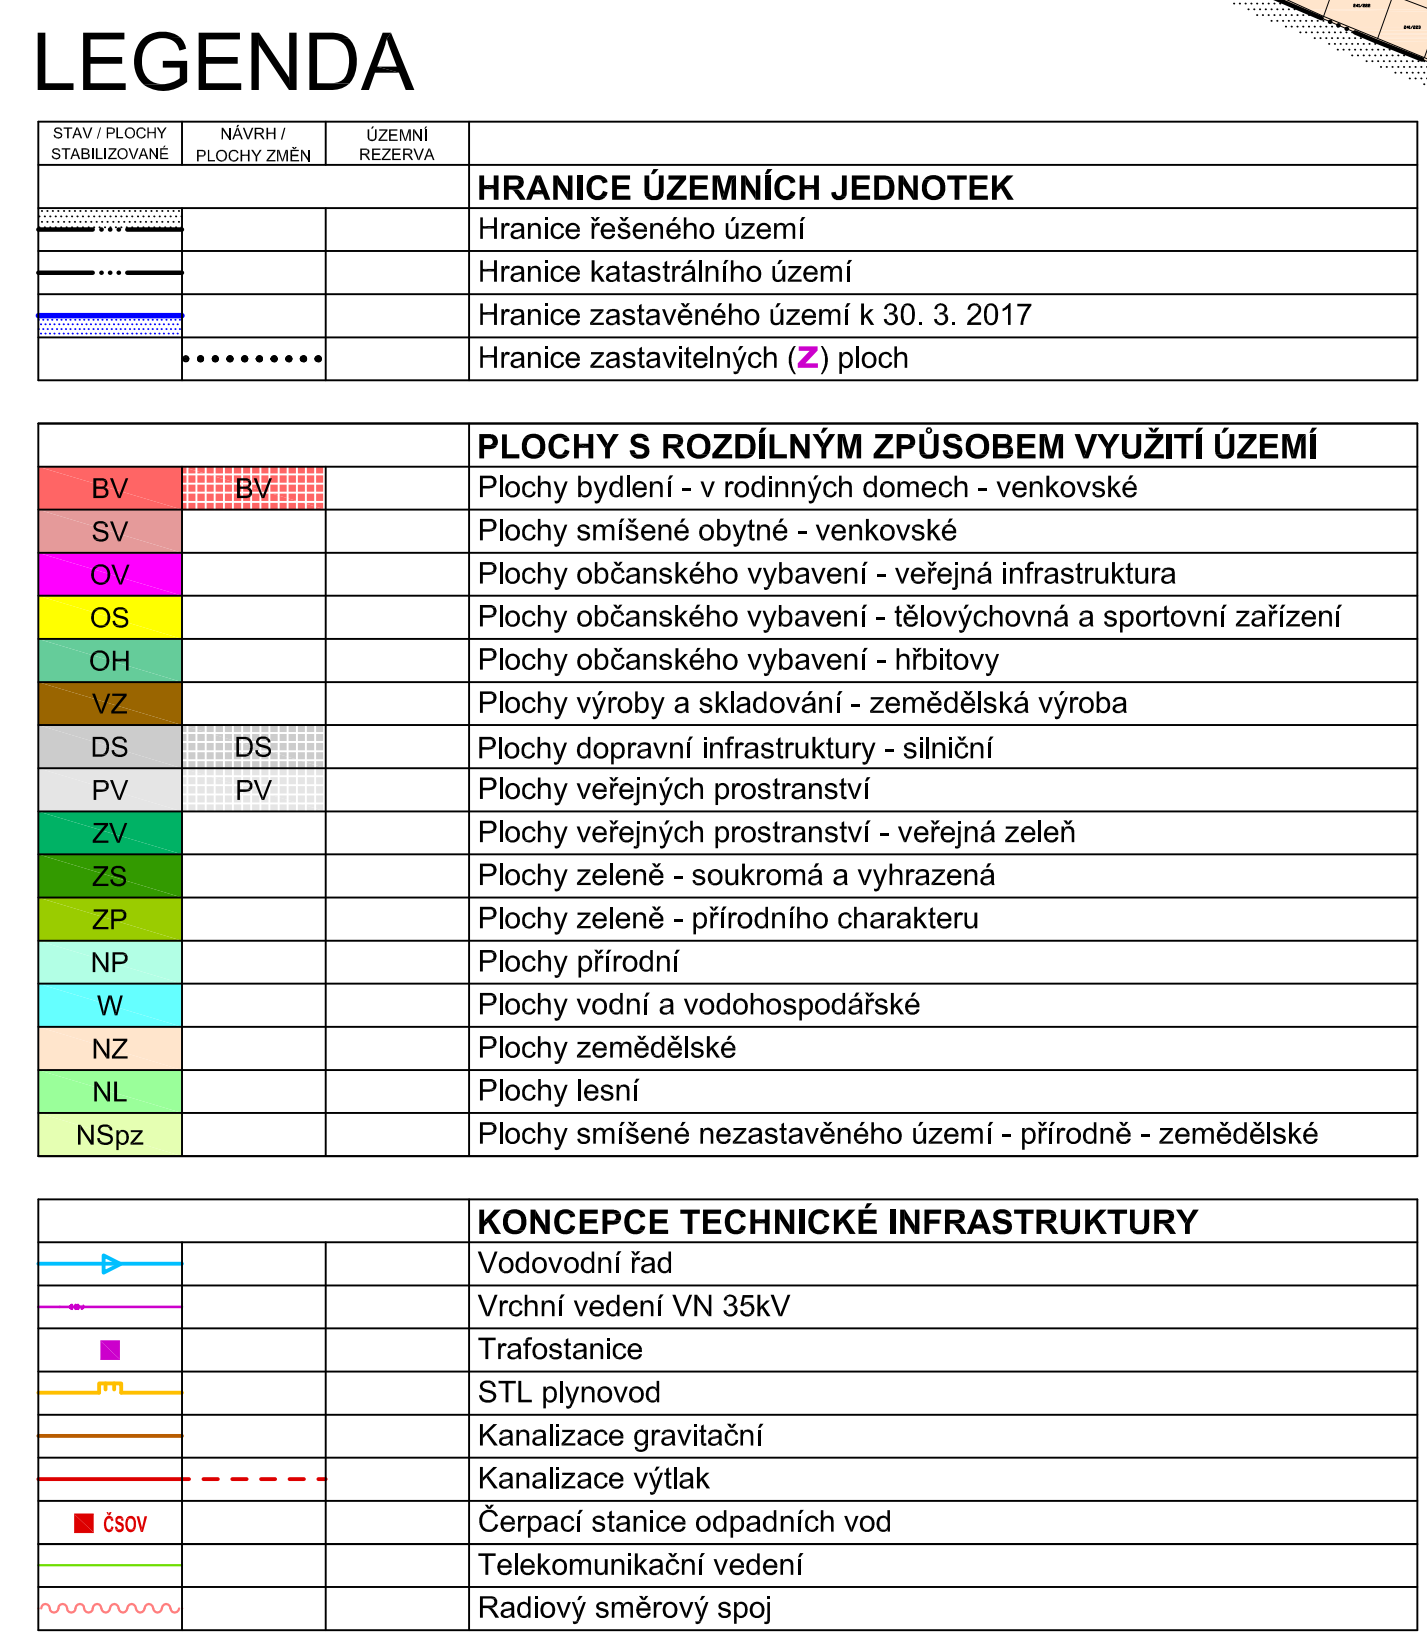 LEGENDA
STAV / PLOCHY STABILIZOVANÉ
NÁVRH / PLOCHY ZMĚN
ÚZEMNÍ REZERVA
HRANICE ÚZEMNÍCH JEDNOTEK
Hranice řešeného území
Hranice katastrálního území
Hranice zastavěného území k 30. 3. 2017
Hranice zastavitelných (Z) ploch
PLOCHY S ROZDÍLNÝM ZPŮSOBEM VYUŽITÍ ÚZEMÍ
BV BV Plochy bydlení - v rodinných domech - venkovské
SV Plochy smíšené obytné - venkovské
OV Plochy občanského vybavení - veřejná infrastruktura
OS Plochy občanského vybavení - tělovýchovná a sportovní zařízení
OH Plochy občanského vybavení - hřbitovy
VZ Plochy výroby a skladování - zemědělská výroba
DS DS Plochy dopravní infrastruktury - silniční
PV PV Plochy veřejných prostranství
ZV Plochy veřejných prostranství - veřejná zeleň
ZS Plochy zeleně - soukromá a vyhrazená
ZP Plochy zeleně - přírodního charakteru
NP Plochy přírodní
W Plochy vodní a vodohospodářské
NZ Plochy zemědělské
NL Plochy lesní
NSpz Plochy smíšené nezastavěného území - přírodně - zemědělské
KONCEPCE TECHNICKÉ INFRASTRUKTURY
Vodovodní řad
Vrchní vedení VN 35kV
Trafostanice
STL plynovod
Kanalizace gravitační
Kanalizace výtlak
ČSOV Čerpací stanice odpadních vod
Telekomunikační vedení
Radiový směrový spoj